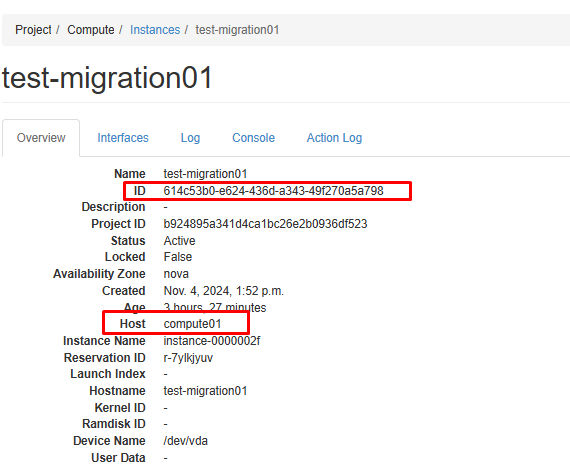 Project / Compute / Instances / test-migration01
test-migration01
Overview Interfaces Log Console Action Log
Name test-migration01
ID 614c53b0-e624-436d-a343-49f270a5a798
Description -
Project ID b924895a341d4ca1bc26e2b0936df523
Status Active
Locked False
Availability Zone nova
Created Nov. 4, 2024, 1:52 p.m.
Age 3 hours, 27 minutes
Host compute01
Instance Name instance-0000002f
Reservation ID r-7ylkjyuv
Launch Index -
Hostname test-migration01
Kernel ID -
Ramdisk ID -
Device Name /dev/vda
User Data -